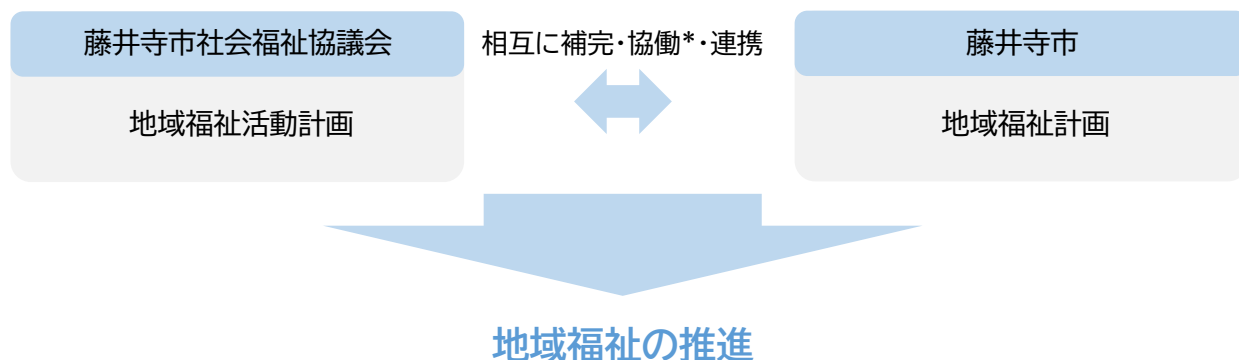 藤井寺市社会福祉協議会
相互に補完・協働*・連携
藤井寺市
地域福祉活動計画
地域福祉計画
地域福祉の推進